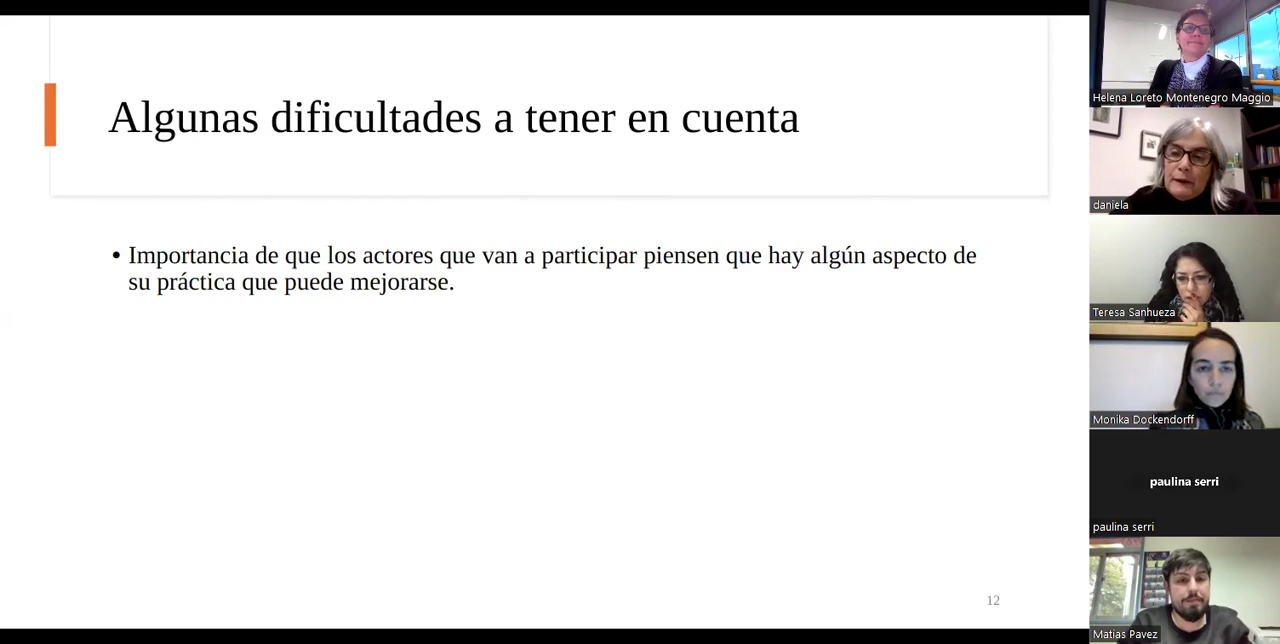 Algunas dificultades a tener en cuenta
• Importancia de que los actores que van a participar piensen que hay algún aspecto de
su práctica que puede mejorarse.
12
Helena Loreto Montenegro Maggio
daniela
Teresa Sanhueza
Monika Dockendorff
paulina serri
paulina serri
Matias Pavez